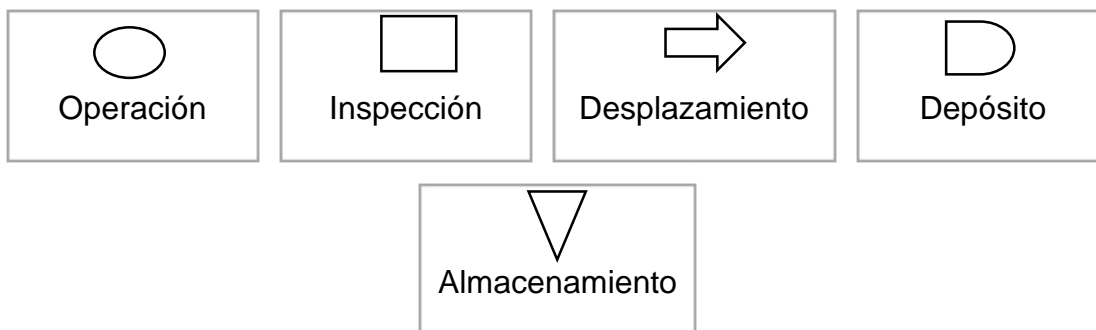 Operación
Inspección
Desplazamiento
Depósito
Almacenamiento